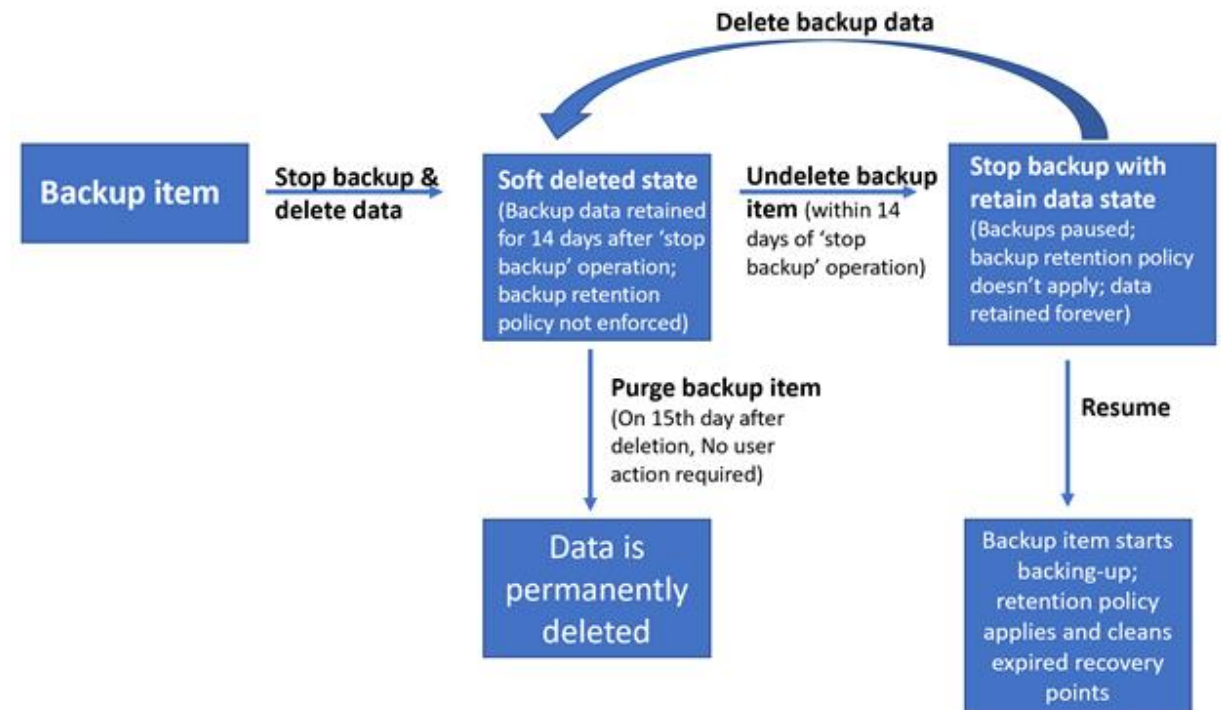 Delete backup data
Backup item
Stop backup &
delete data
Soft deleted state
(Backup data retained
for 14 days after ‘stop
backup’ operation;
backup retention
policy not enforced)
Undelete backup
item (within 14
days of ‘stop
backup’ operation)
Stop backup with
retain data state
(Backups paused;
backup retention policy
doesn’t apply; data
retained forever)
Purge backup item
(On 15th day after
deletion, No user
action required)
Resume
Data is
permanently
deleted
Backup item starts
backing-up;
retention policy
applies and cleans
expired recovery
points